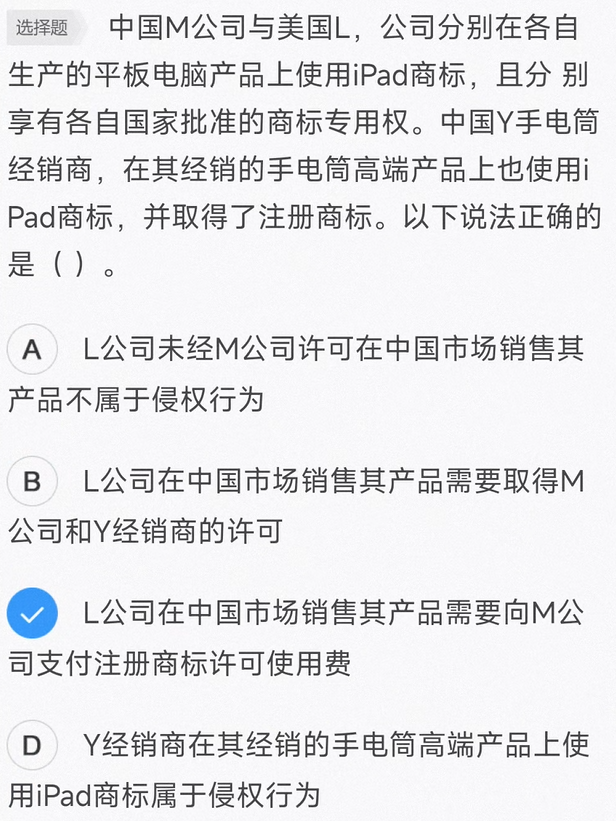 选择题 中国M公司与美国L，公司分别在各自
生产的平板电脑产品上使用iPad商标，且分 别
享有各自国家批准的商标专用权。中国Y手电筒
经销商，在其经销的手电筒高端产品上也使用i
Pad商标，并取得了注册商标。以下说法正确的
是（ ）。
A L公司未经M公司许可在中国市场销售其
产品不属于侵权行为
B L公司在中国市场销售其产品需要取得M
公司和Y经销商的许可
L公司在中国市场销售其产品需要向M公
司支付注册商标许可使用费
D Y经销商在其经销的手电筒高端产品上使
用iPad商标属于侵权行为